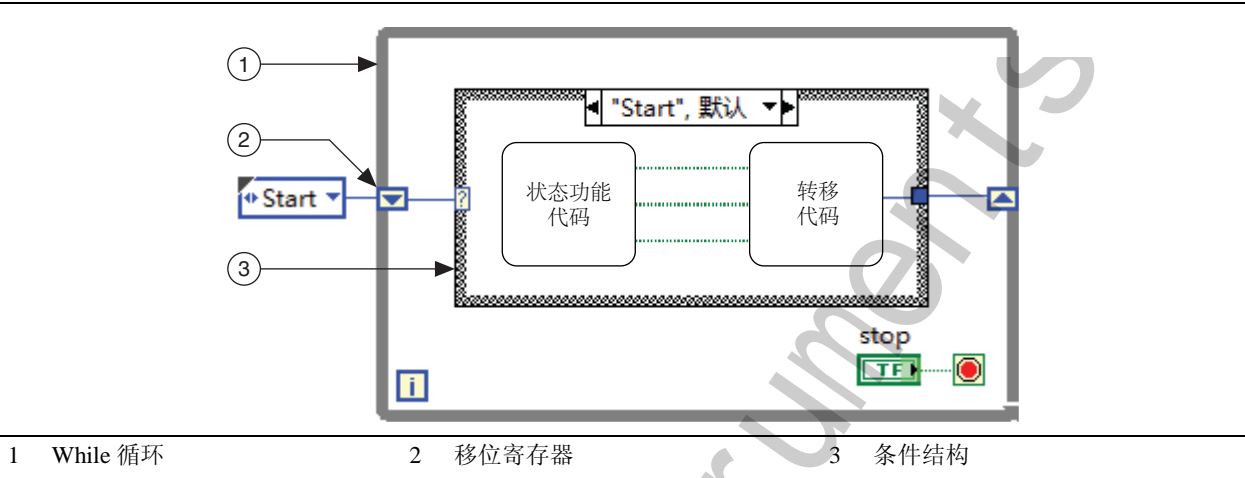 1
2
3
"Start", 默认
Start
?
状态功能
代码
转移
代码
stop
TF
i
1 While 循环 2 移位寄存器 3 条件结构
uments
r